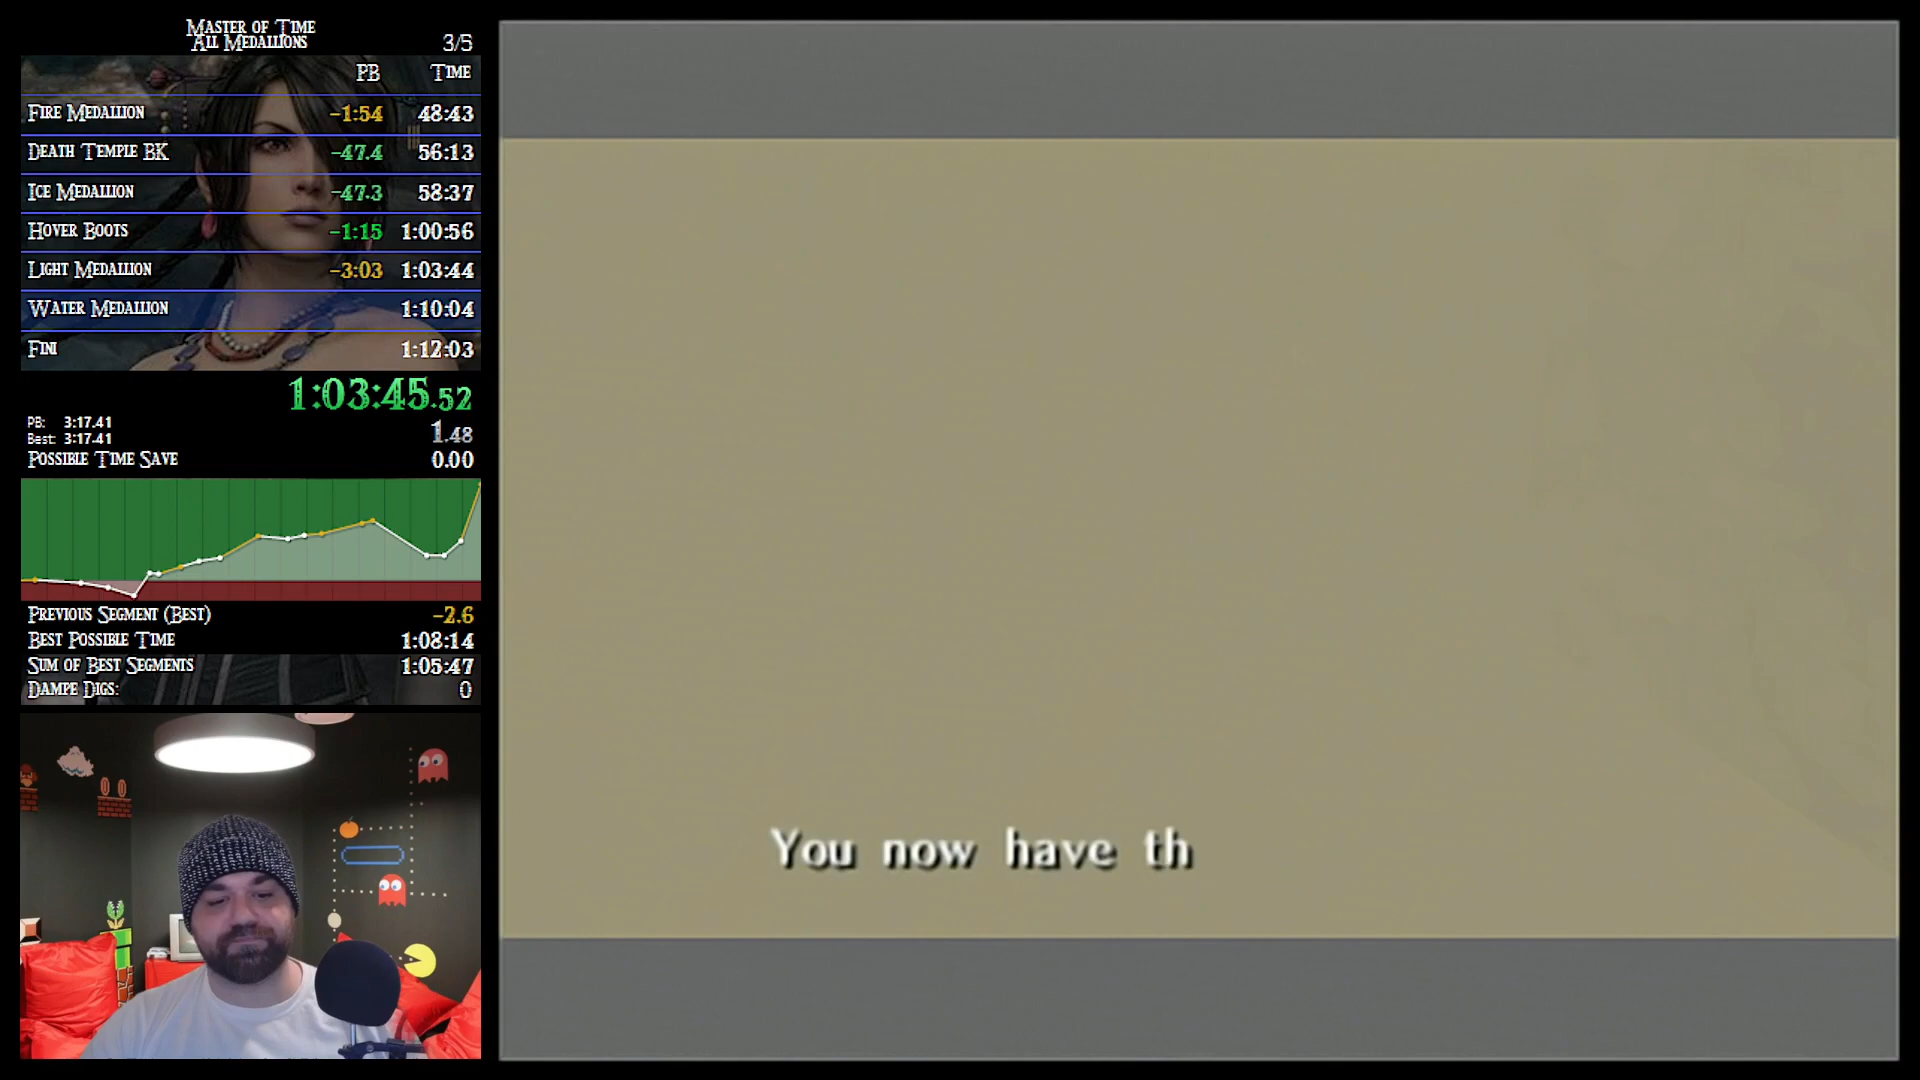 Master of Time
All Medallions
3/5
PB Time
Fire Medallion -1:54 48:43
Death Temple BK -47.4 56:13
Ice Medallion -47.3 58:37
Hover Boots -1:15 1:00:56
Light Medallion -3:03 1:03:44
Water Medallion 1:10:04
Fini 1:12:03
1:03:45.52
PB: 3:17.41
Best: 3:17.41
1.48
Possible Time Save 0.00
Previous Segment (Best) -2.6
Best Possible Time 1:08:14
Sum of Best Segments 1:05:47
Dampe Digs: 0
You now have th